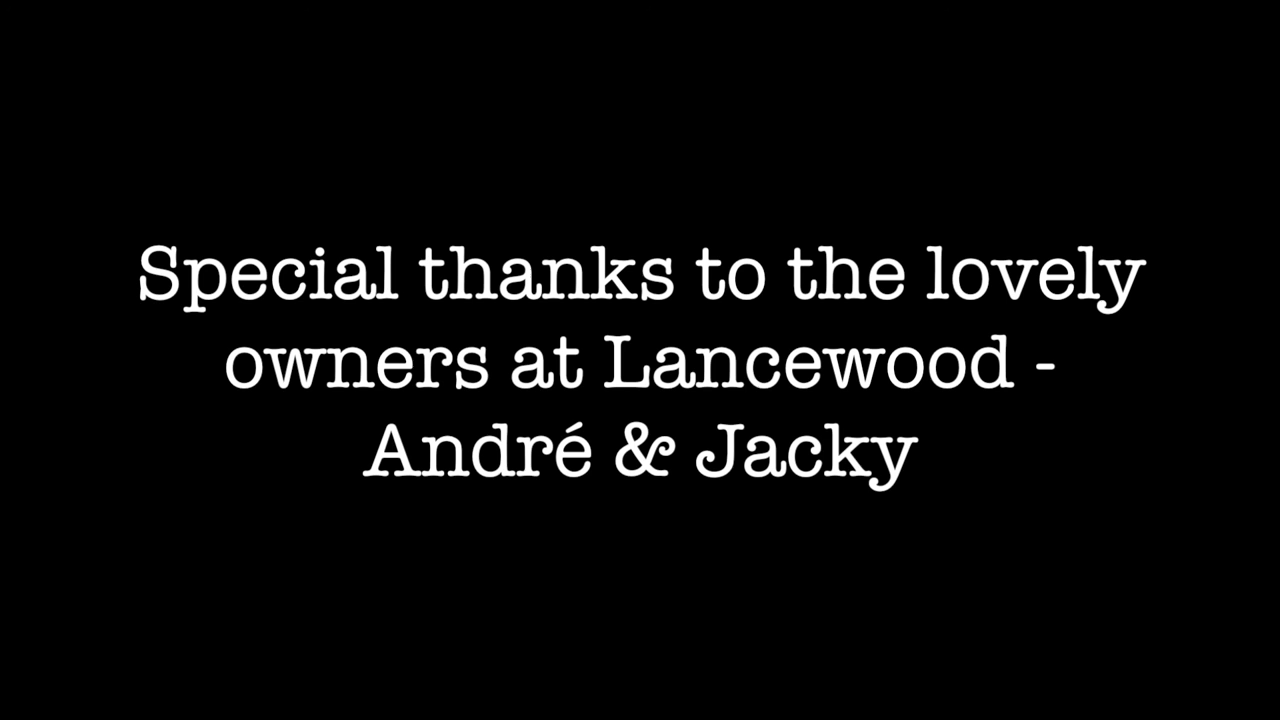 Special thanks to the lovely
owners at Lancewood -
André & Jacky